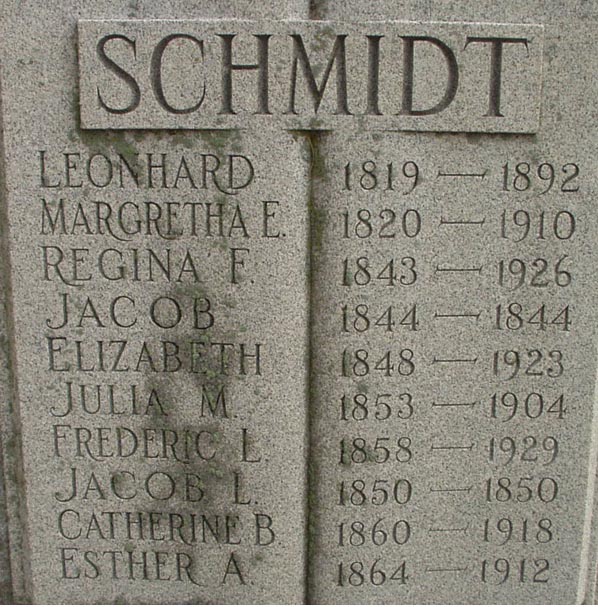 SCHMIDT
LEONHARD 1819 — 1892
MARGRETHA E. 1820 — 1910
REGINA F. 1843 — 1926
JACOB 1844 — 1844
ELIZABETH 1848 — 1923
JULIA M. 1853 — 1904
FREDERIC L. 1858 — 1929
JACOB L. 1850 — 1850
CATHERINE B. 1860 — 1918
ESTHER A. 1864 — 1912